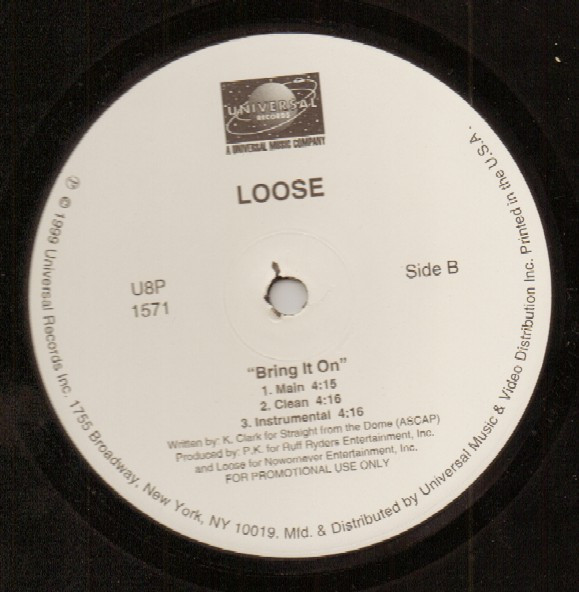 UNIVERSAL
RECORDS
A UNIVERSAL MUSIC COMPANY
LOOSE
U8P
1571
Side B
"Bring It On"
1. Main 4:15
2. Clean 4:16
3. Instrumental 4:16
Written by: K. Clark for Straight from the Dome (ASCAP)
Produced by: P.K. for Ruff Ryders Entertainment, Inc.
and Loose for Nowornever Entertainment, Inc.
FOR PROMOTIONAL USE ONLY
℗ © 1999 Universal Records Inc. 1755 Broadway, New York, NY 10019. Mfd. & Distributed by Universal Music & Video Distribution Inc. Printed in the U.S.A.